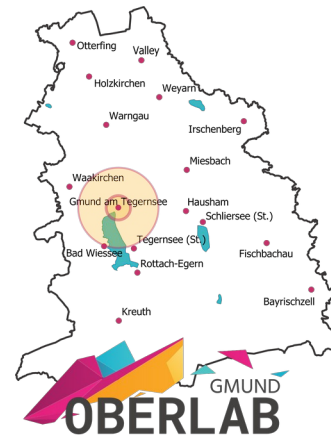 Otterfing
Valley
Holzkirchen
Weyarn
Warngau
Irschenberg
Miesbach
Waakirchen
Gmund am Tegernsee
Hausham
Schliersee (St.)
Tegernsee (St.)
Bad Wiessee
Fischbachau
Rottach-Egern
Bayrischzell
Kreuth
GMUND
OBERLAB